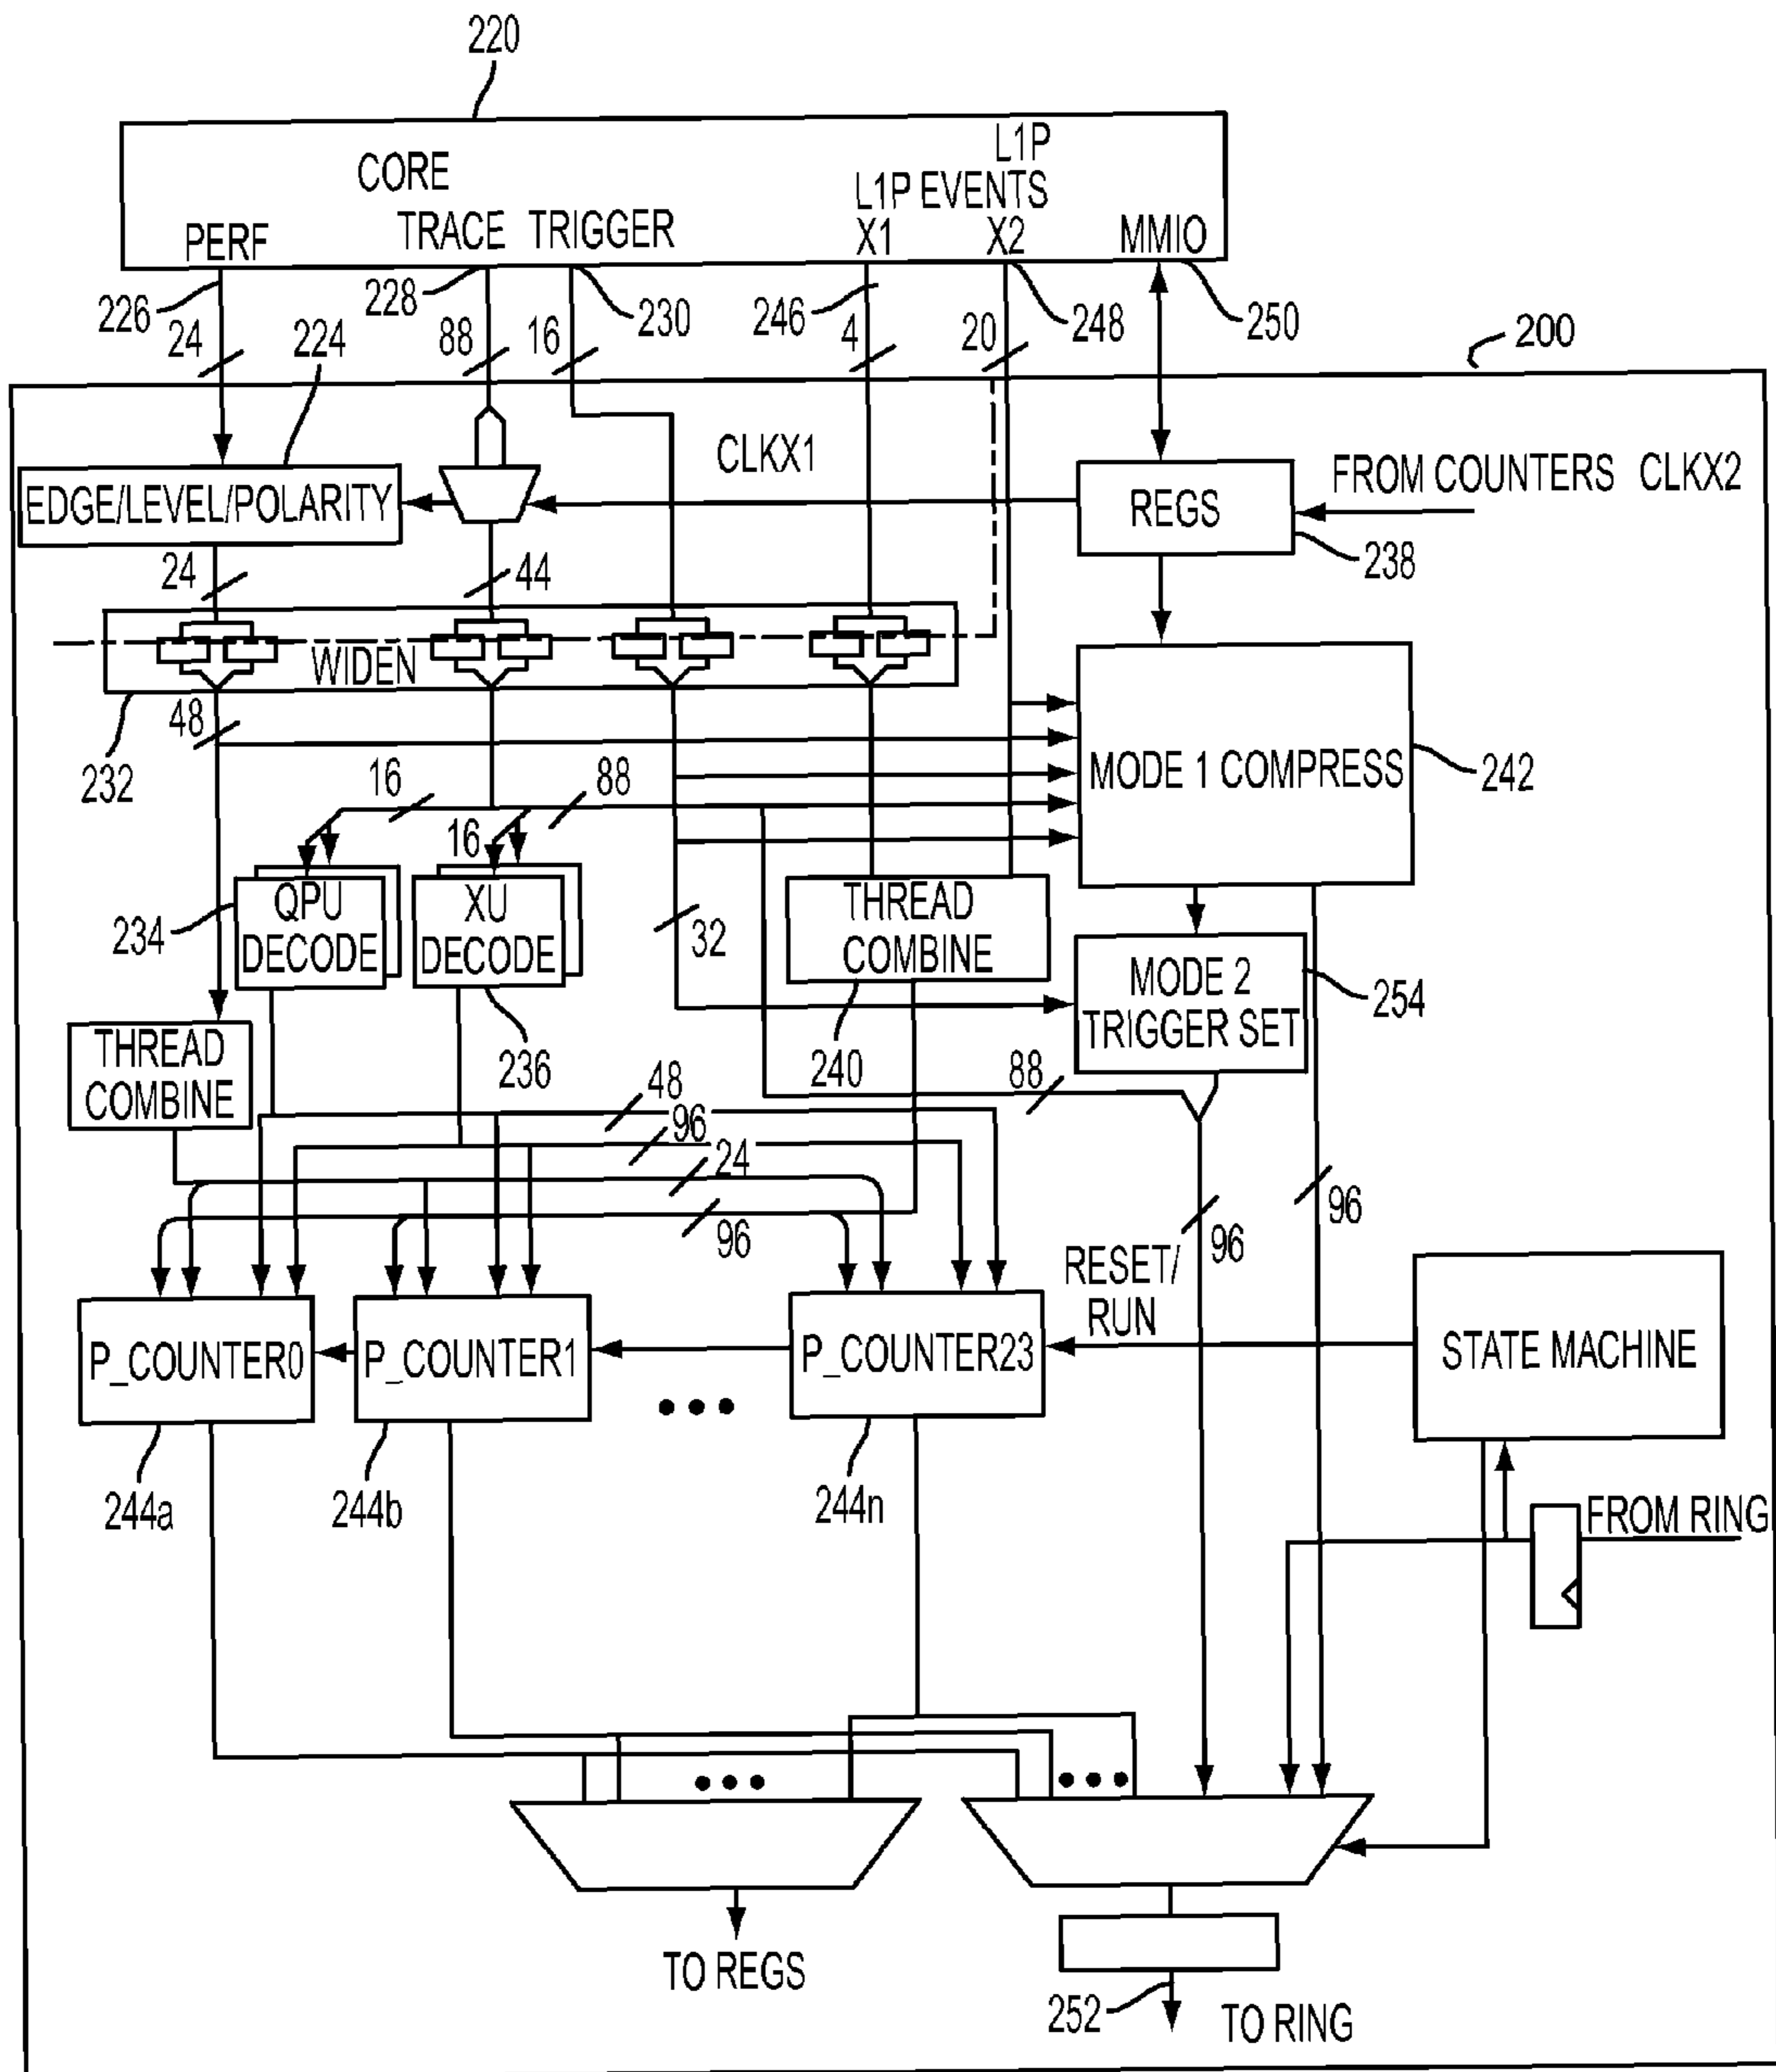 220
CORE
L1P
L1P EVENTS
PERF
TRACE
TRIGGER
X1
X2
MMIO
226
228
230
246
248
250
24
224
88
16
4
20
200
CLKX1
FROM COUNTERS CLKX2
EDGE/LEVEL/POLARITY
REGS
238
24
44
WIDEN
232
48
16
88
16
MODE 1 COMPRESS
242
QPU
DECODE
234
XU
DECODE
236
32
THREAD
COMBINE
240
MODE 2
TRIGGER SET
254
THREAD
COMBINE
48
88
96
24
96
96
96
RESET/
RUN
P_COUNTER0
P_COUNTER1
P_COUNTER23
STATE MACHINE
244a
244b
244n
FROM RING
TO REGS
252
TO RING